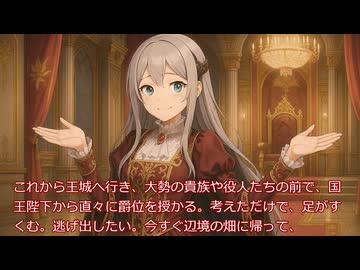 これから王城へ行き、大勢の貴族や役人たちの前で、国
王陛下から直々に爵位を授かる。考えただけで、足がす
くむ。逃げ出したい。今すぐ辺境の畑に帰って、